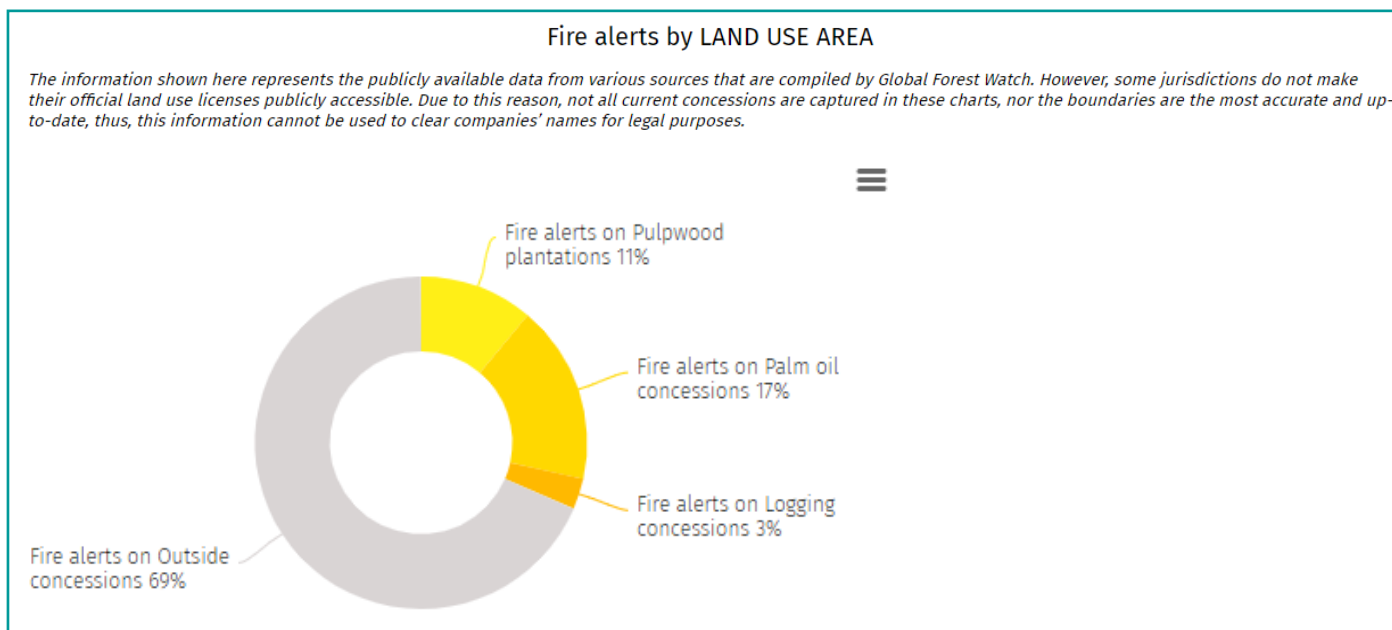 Fire alerts by LAND USE AREA
The information shown here represents the publicly available data from various sources that are compiled by Global Forest Watch. However, some jurisdictions do not make
their official land use licenses publicly accessible. Due to this reason, not all current concessions are captured in these charts, nor the boundaries are the most accurate and up-
to-date, thus, this information cannot be used to clear companies’ names for legal purposes.
Fire alerts on Pulpwood
plantations 11%
Fire alerts on Palm oil
concessions 17%
Fire alerts on Logging
concessions 3%
Fire alerts on Outside
concessions 69%